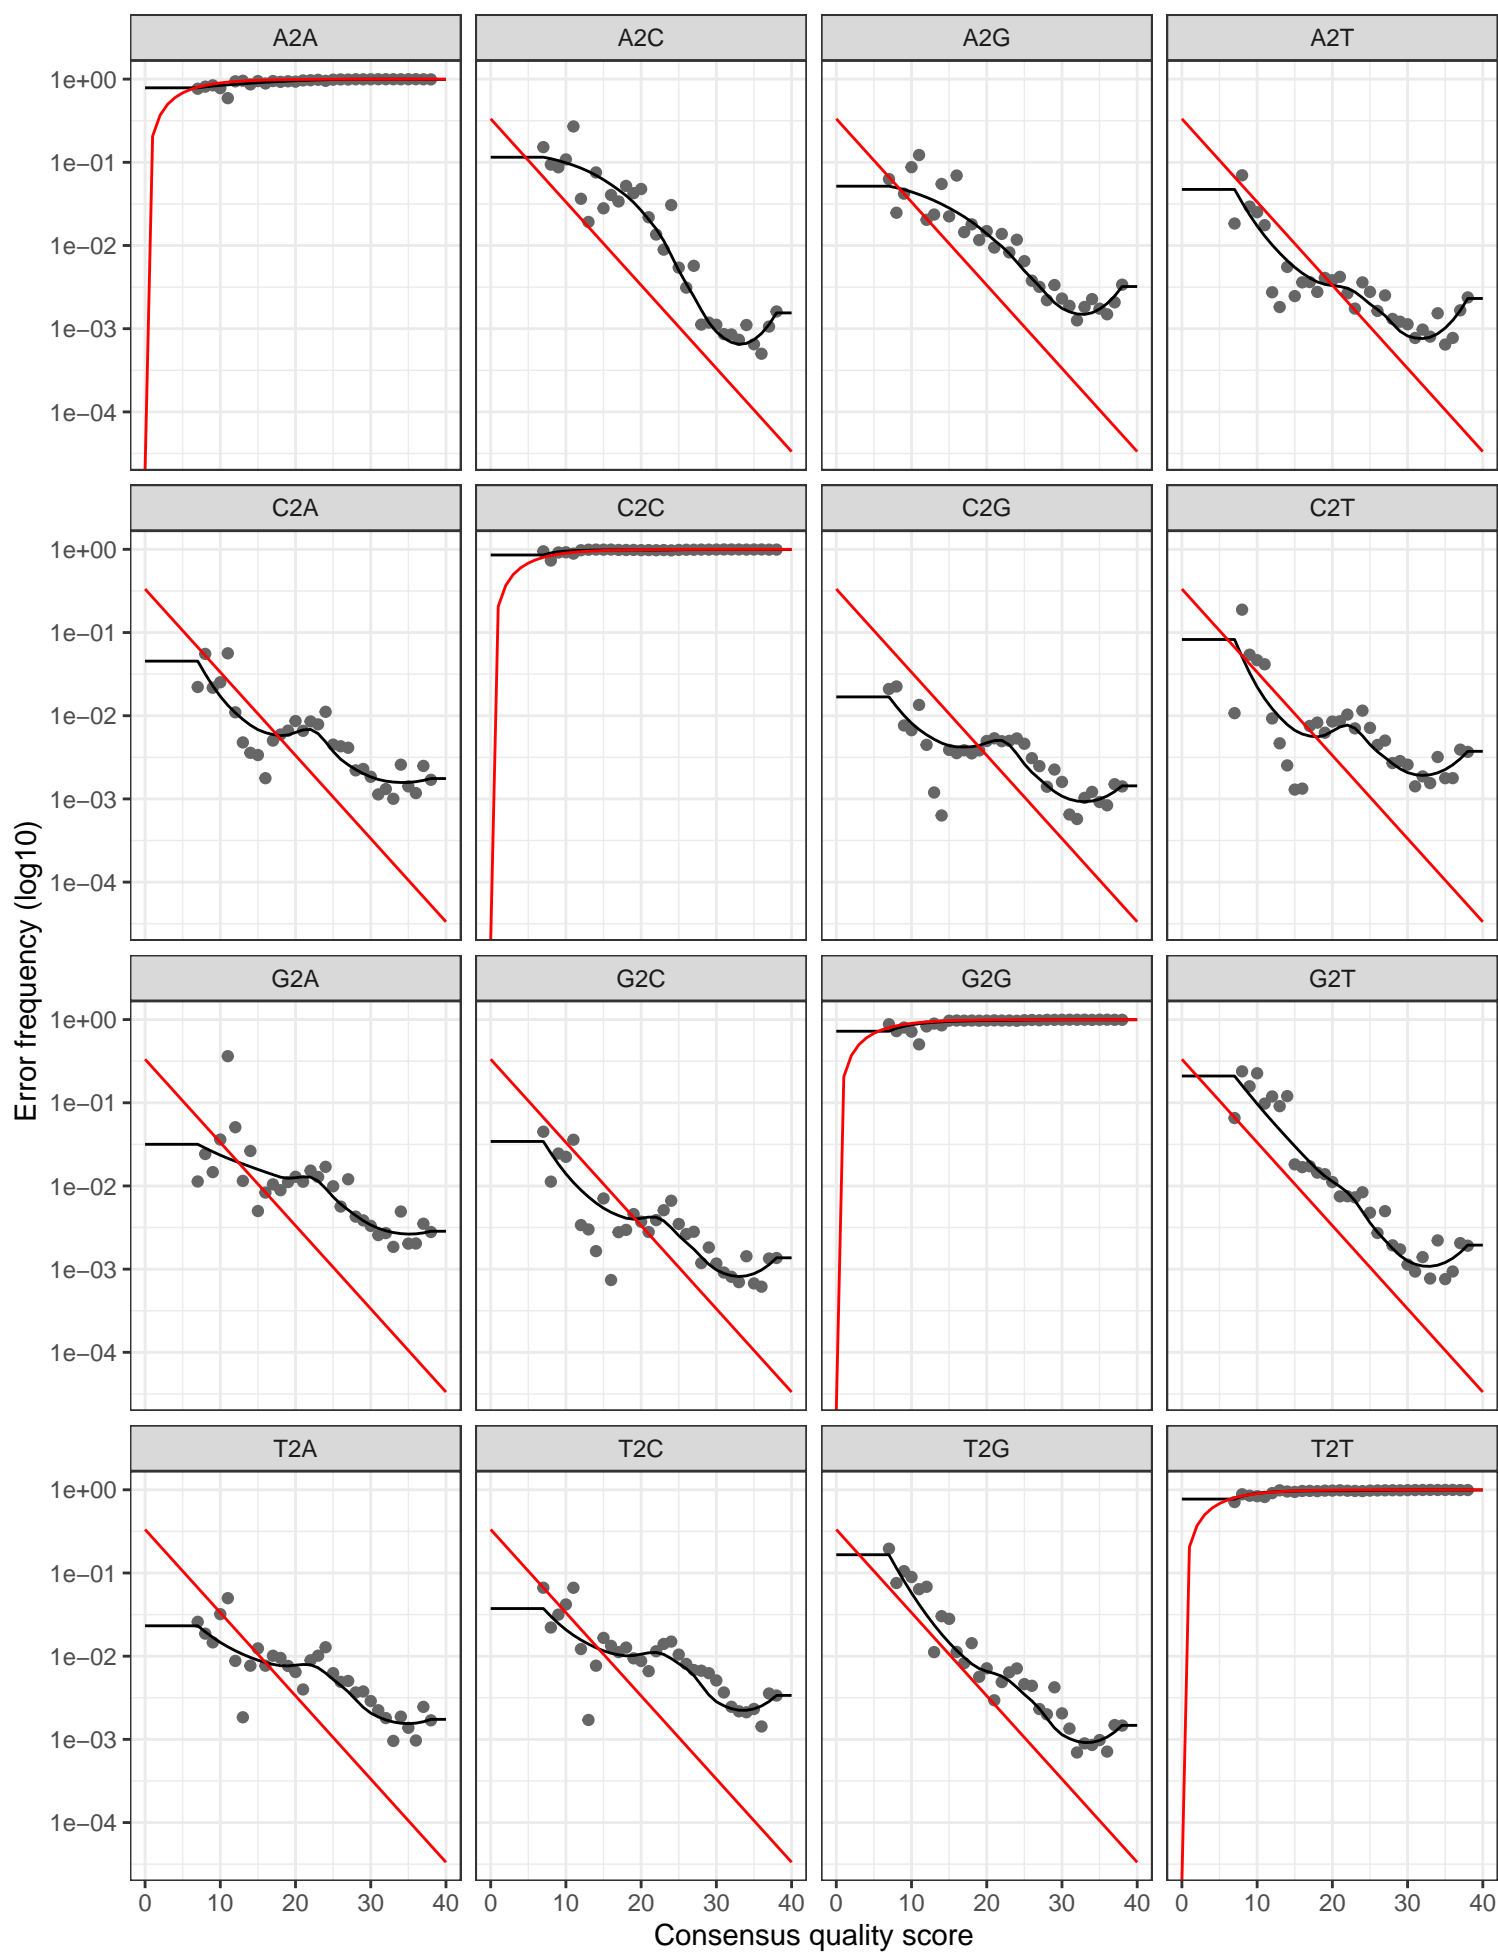 A2A A2C A2G A2T
1e+00
1e−01
1e−02
1e−03
1e−04
C2A C2C C2G C2T
1e+00
1e−01
1e−02
1e−03
1e−04
Error frequency (log10)
G2A G2C G2G G2T
1e+00
1e−01
1e−02
1e−03
1e−04
T2A T2C T2G T2T
1e+00
1e−01
1e−02
1e−03
1e−04
0 10 20 30 40 0 10 20 30 40 0 10 20 30 40 0 10 20 30 40
Consensus quality score